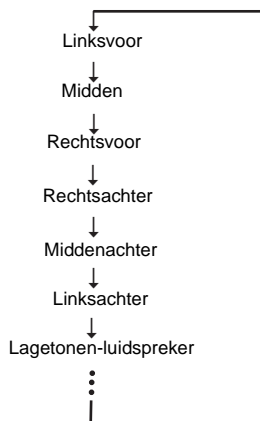 Linksvoor
Midden
Rechtsvoor
Rechtsachter
Middenachter
Linksachter
Lagetonen-luidspreker